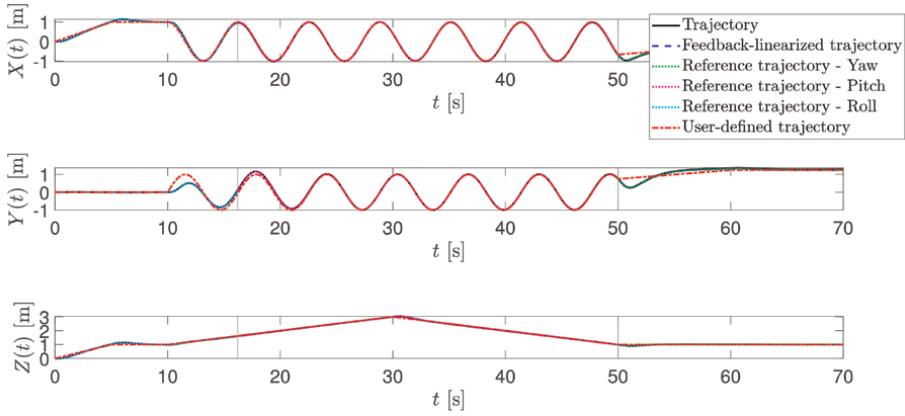 X(t) [m]
1
0
-1
0
10
20
30
40
50
60
70
t [s]
Trajectory
Feedback-linearized trajectory
Reference trajectory - Yaw
Reference trajectory - Pitch
Reference trajectory - Roll
User-defined trajectory
Y(t) [m]
1
0
-1
0
10
20
30
40
50
60
70
t [s]
Z(t) [m]
3
2
1
0
0
10
20
30
40
50
60
70
t [s]